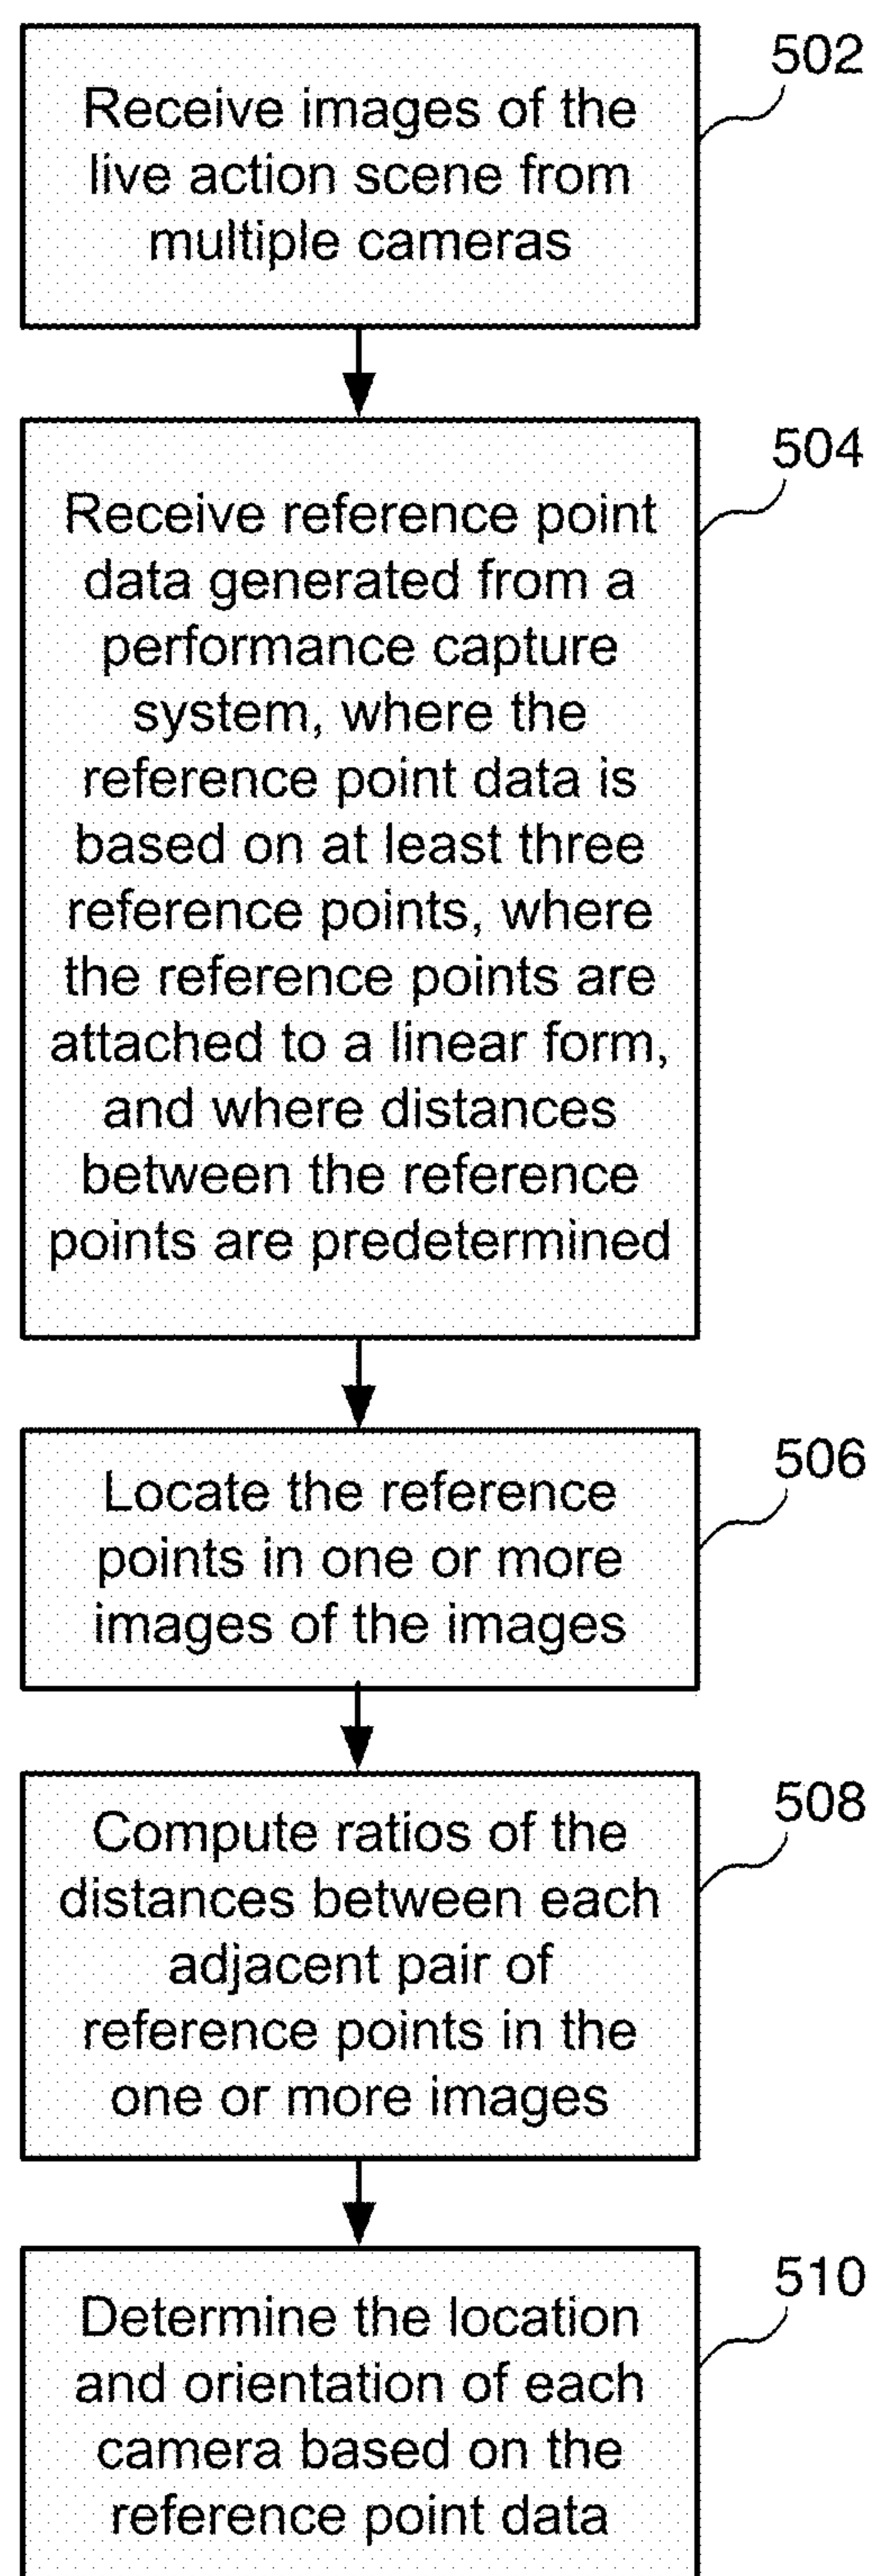 502
Receive images of the
live action scene from
multiple cameras
504
Receive reference point
data generated from a
performance capture
system, where the
reference point data is
based on at least three
reference points, where
the reference points are
attached to a linear form,
and where distances
between the reference
points are predetermined
506
Locate the reference
points in one or more
images of the images
508
Compute ratios of the
distances between each
adjacent pair of
reference points in the
one or more images
510
Determine the location
and orientation of each
camera based on the
reference point data